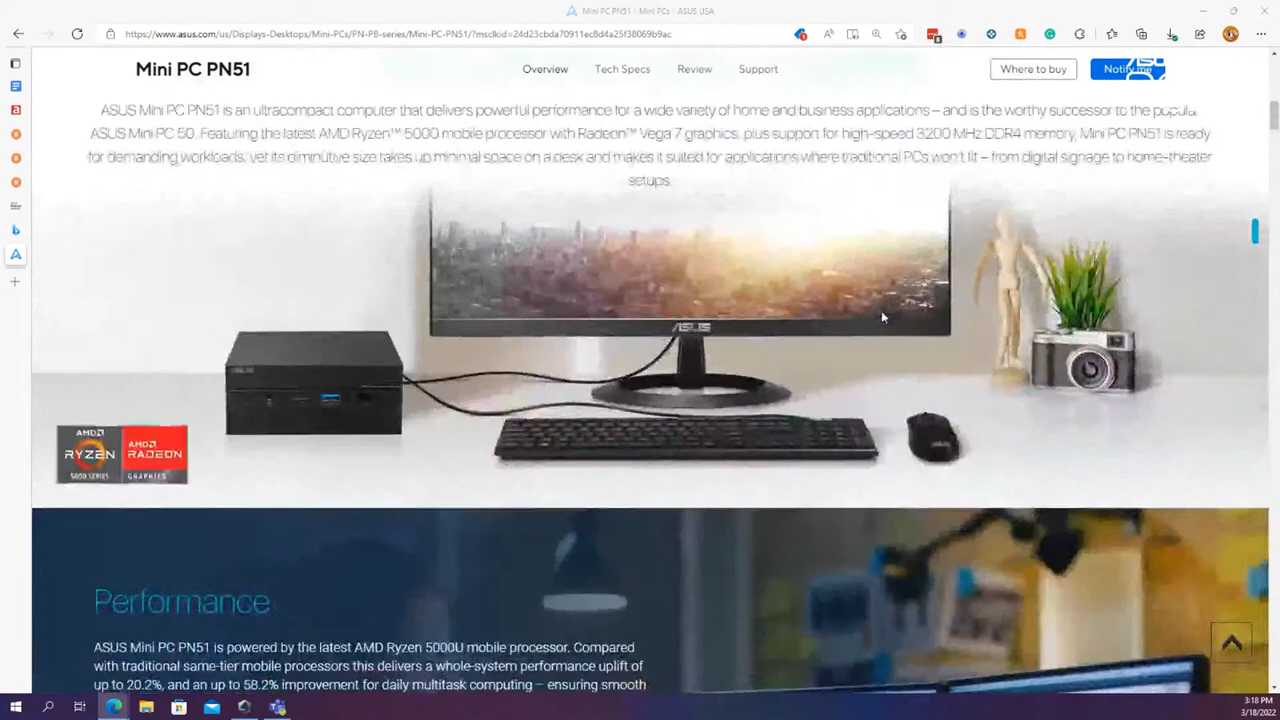 Mini PC PN51 | Mini PCs | ASUS USA
https://www.asus.com/us/Displays-Desktops/Mini-PCs/PN-PB-series/Mini-PC-PN51/?msclkid=24d23cbda70911ec8d4a25f38069b9ac
Mini PC PN51
Overview Tech Specs Review Support
Where to buy
Notify me
ASUS Mini PC PN51 is an ultracompact computer that delivers powerful performance for a wide variety of home and business applications – and is the worthy successor to the popular
ASUS Mini PC 50. Featuring the latest AMD Ryzen™ 5000 mobile processor with Radeon™ Vega 7 graphics, plus support for high-speed 3200 MHz DDR4 memory, Mini PC PN51 is ready
for demanding workloads. Yet its diminutive size takes up minimal space on a desk and makes it suited for applications where traditional PCs won't fit – from digital signage to home-theater
setups.
ASUS
AMD
RYZEN
5000 SERIES
AMD
RADEON
GRAPHICS
Performance
ASUS Mini PC PN51 is powered by the latest AMD Ryzen 5000U mobile processor. Compared
with traditional same-tier mobile processors this delivers a whole-system performance uplift of
up to 20.2%, and an up to 58.2% improvement for daily multitask computing – ensuring smooth
3:18 PM
3/18/2022